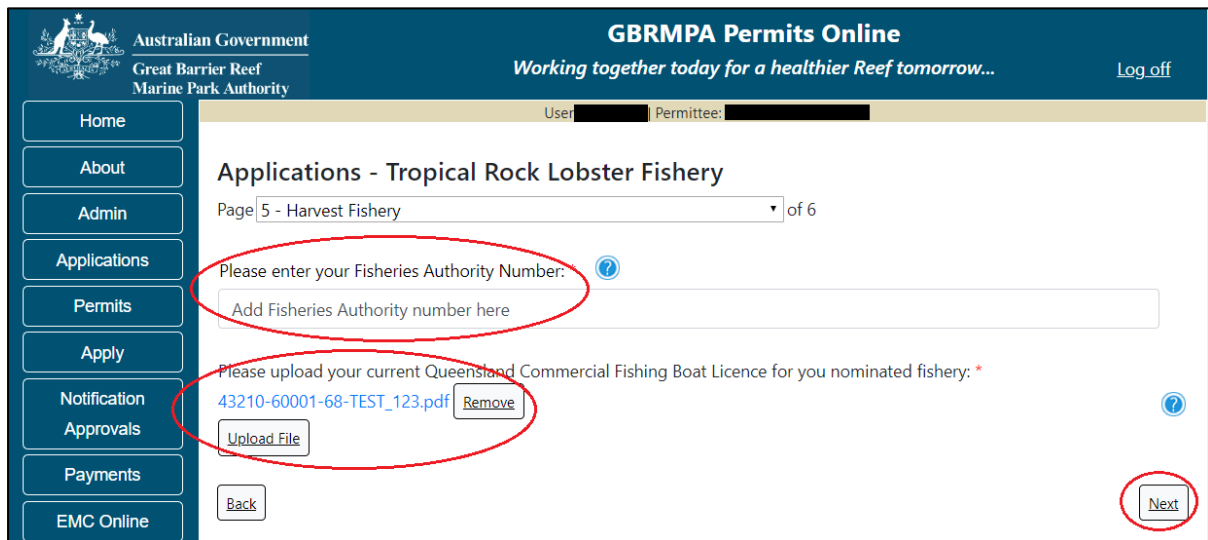 Australian Government
Great Barrier Reef
Marine Park Authority
GBRMPA Permits Online
Working together today for a healthier Reef tomorrow...
Log off
User | Permittee:
Home
About
Admin
Applications
Permits
Apply
Notification
Approvals
Payments
EMC Online
Applications - Tropical Rock Lobster Fishery
Page 5 - Harvest Fishery of 6
Please enter your Fisheries Authority Number: * ?
Add Fisheries Authority number here
Please upload your current Queensland Commercial Fishing Boat Licence for you nominated fishery: *
43210-60001-68-TEST_123.pdf Remove ?
Upload File
Back Next